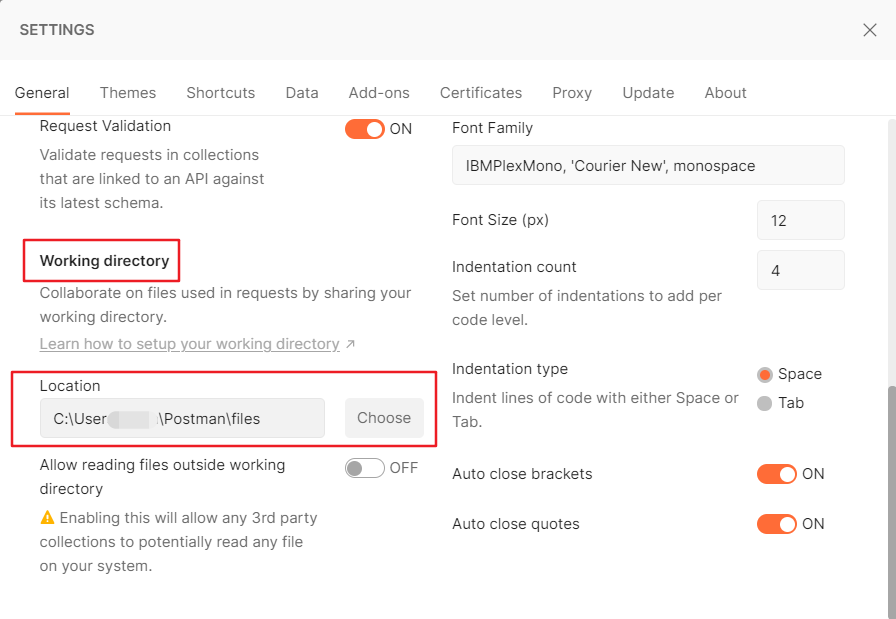 SETTINGS
General Themes Shortcuts Data Add-ons Certificates Proxy Update About
Request Validation
ON
Validate requests in collections
that are linked to an API against
its latest schema.
Working directory
Collaborate on files used in requests by sharing your
working directory.
Learn how to setup your working directory ↗
Location
C:\User \Postman\files
Choose
Allow reading files outside working
directory
OFF
⚠ Enabling this will allow any 3rd party
collections to potentially read any file
on your system.
Font Family
IBMPlexMono, 'Courier New', monospace
Font Size (px)
12
Indentation count
4
Set number of indentations to add per
code level.
Indentation type
Indent lines of code with either Space or
Tab.
Space
Tab
Auto close brackets
ON
Auto close quotes
ON